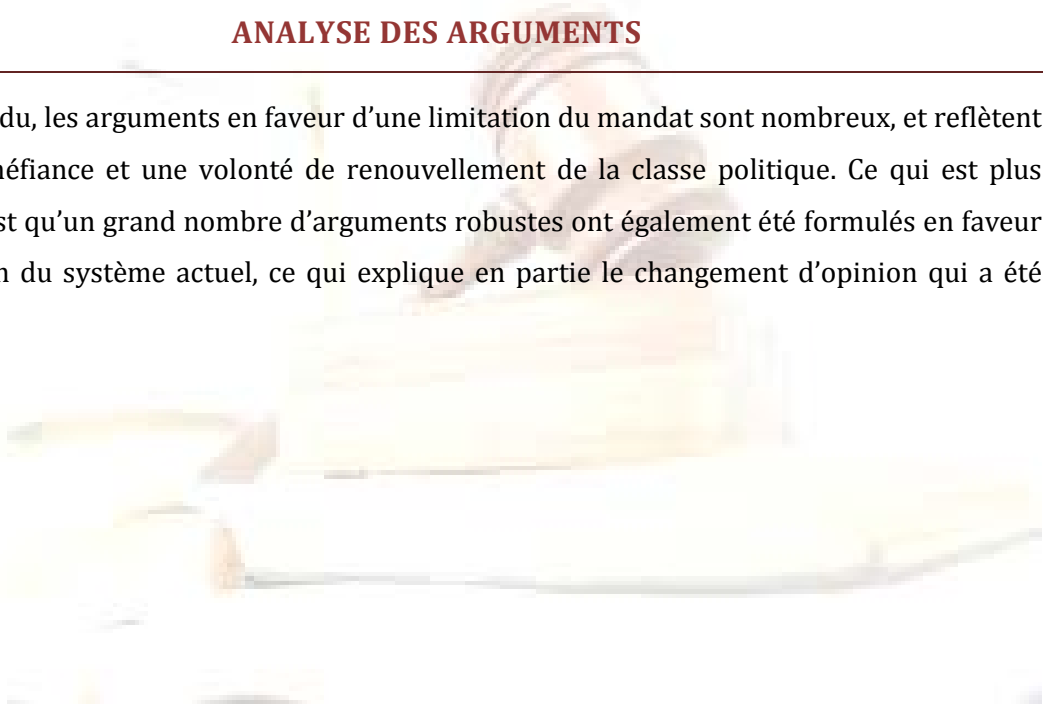 ANALYSE DES ARGUMENTS
du, les arguments en faveur d’une limitation du mandat sont nombreux, et reflètent
éfiance et une volonté de renouvellement de la classe politique. Ce qui est plus
st qu’un grand nombre d’arguments robustes ont également été formulés en faveur
n du système actuel, ce qui explique en partie le changement d’opinion qui a été